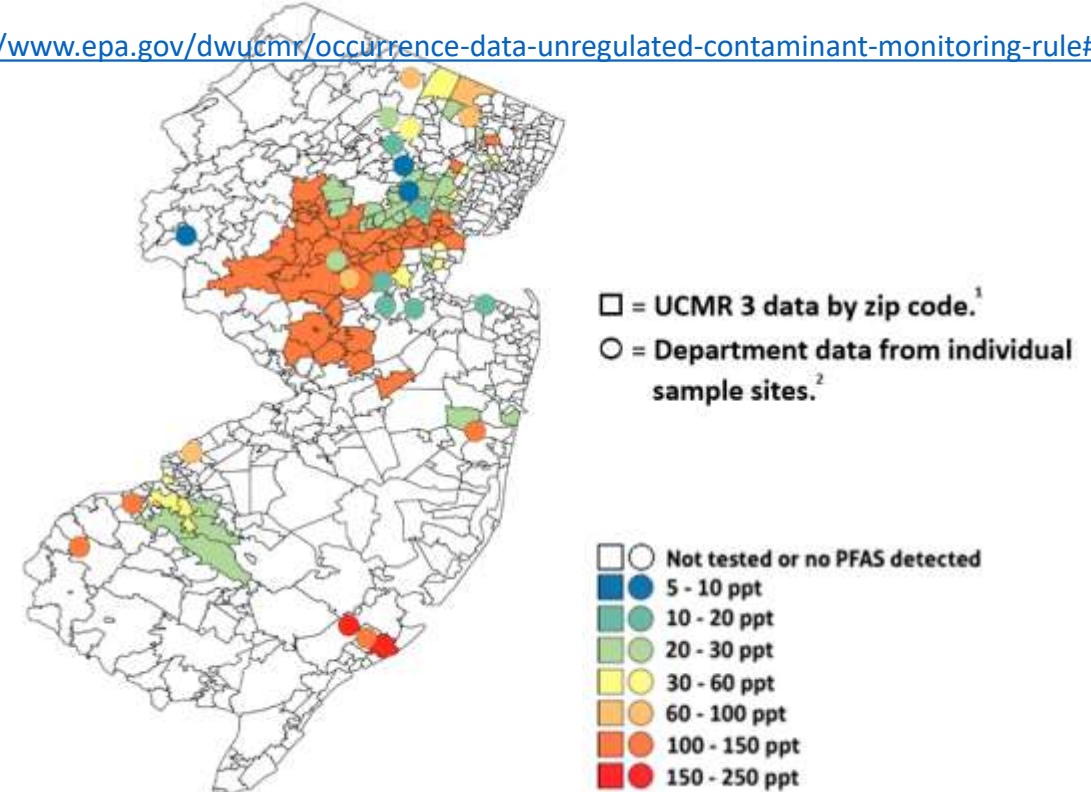 /www.epa.gov/dwucmr/occurrence-data-unregulated-contaminant-monitoring-rule#
□ = UCMR 3 data by zip code.¹
○ = Department data from individual
sample sites.²
Not tested or no PFAS detected
5 - 10 ppt
10 - 20 ppt
20 - 30 ppt
30 - 60 ppt
60 - 100 ppt
100 - 150 ppt
150 - 250 ppt